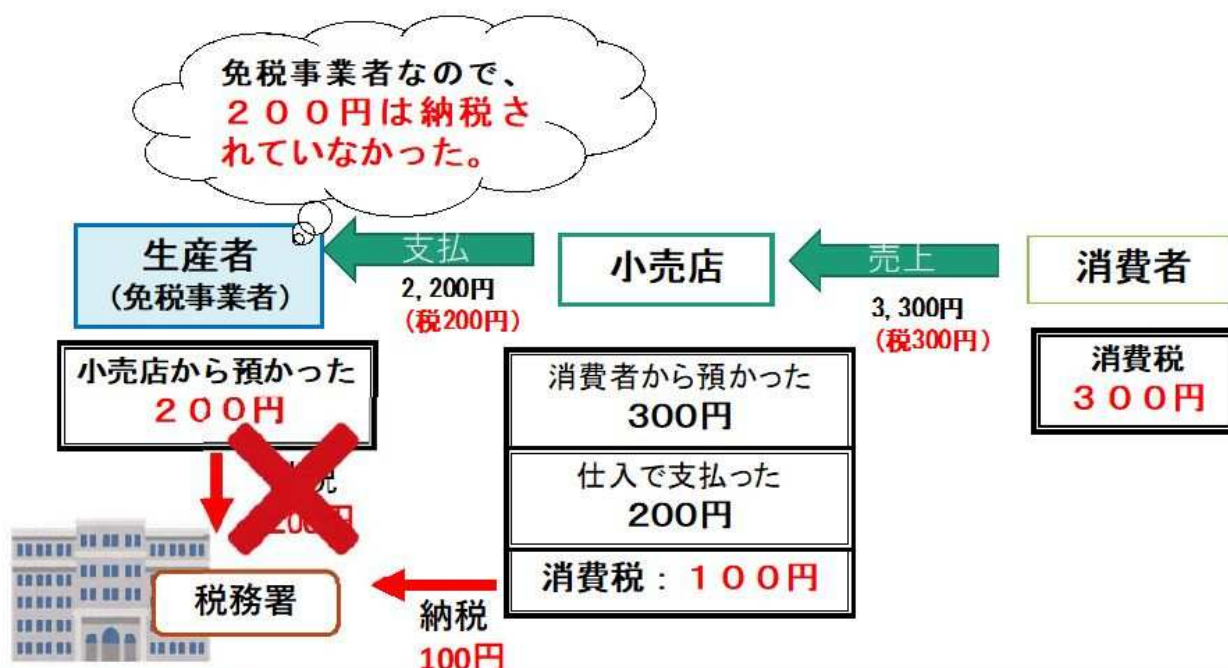 免税事業者なので、
２００円は納税さ
れていなかった。
生産者
（免税事業者）
支払
2,200円
（税200円）
小売店
売上
3,300円
（税300円）
消費者
小売店から預かった
２００円
消費者から預かった
300円
仕入で支払った
200円
消費税：１００円
消費税
３００円
税務署
納税
100円